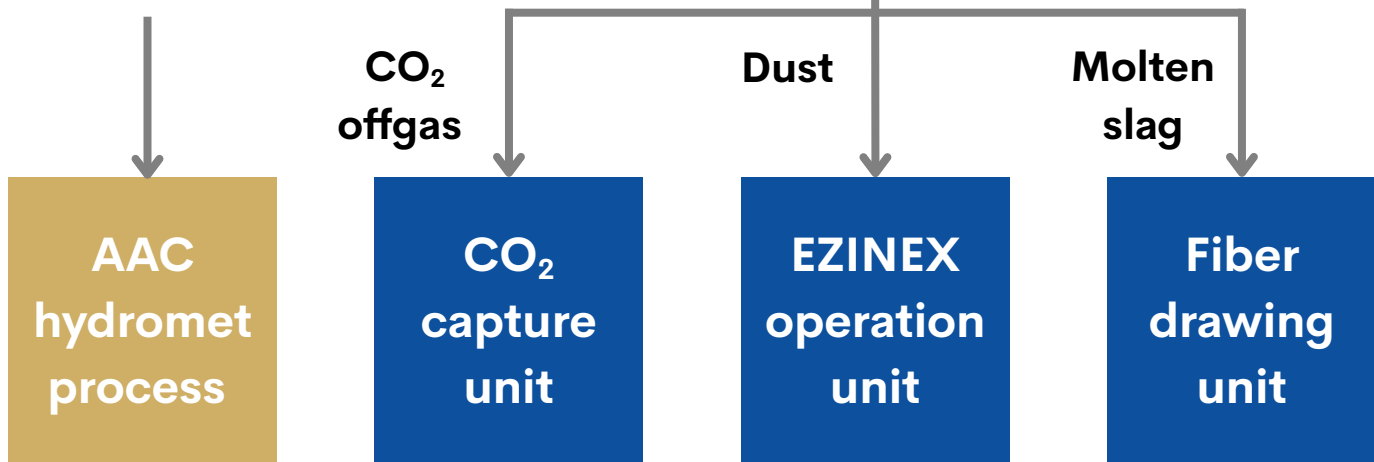 CO₂
offgas
Dust
Molten
slag
AAC
hydromet
process
CO₂
capture
unit
EZINEX
operation
unit
Fiber
drawing
unit